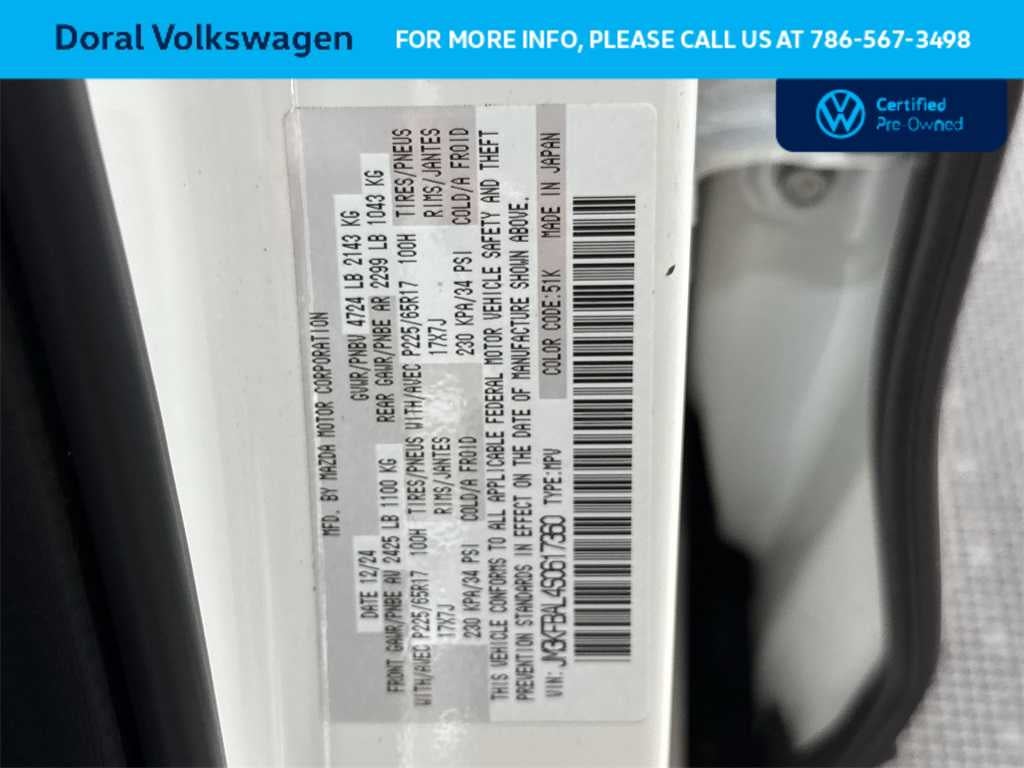 Doral Volkswagen
FOR MORE INFO, PLEASE CALL US AT 786-567-3498
Certified
Pre-Owned
MFD. BY MAZDA MOTOR CORPORATION
DATE 12/24 GVWR/PNBV 4724 LB 2143 KG
FRONT GAWR/PNBE AV 2425 LB 1100 KG REAR GAWR/PNBE AR 2299 LB 1043 KG
WITH/AVEC P225/65R17 100H TIRES/PNEUS WITH/AVEC P225/65R17 100H TIRES/PNEUS
17X7J RIMS/JANTES 17X7J RIMS/JANTES
230 KPA/34 PSI COLD/A FROID 230 KPA/34 PSI COLD/A FROID
THIS VEHICLE CONFORMS TO ALL APPLICABLE FEDERAL MOTOR VEHICLE SAFETY AND THEFT
PREVENTION STANDARDS IN EFFECT ON THE DATE OF MANUFACTURE SHOWN ABOVE.
VIN: JM3KFBAL4S0617360 TYPE:MPV COLOR CODE:51K MADE IN JAPAN